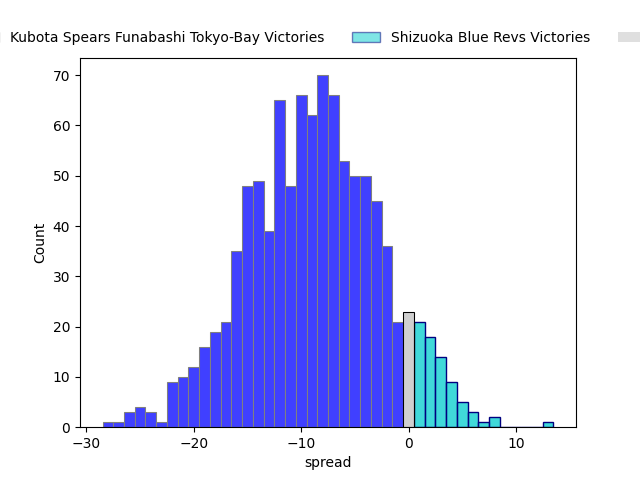 Kubota Spears Funabashi Tokyo-Bay Victories Shizuoka Blue Revs Victories
70
60
50
40
30
20
10
0
Count
−30 −20 −10 0 10
spread